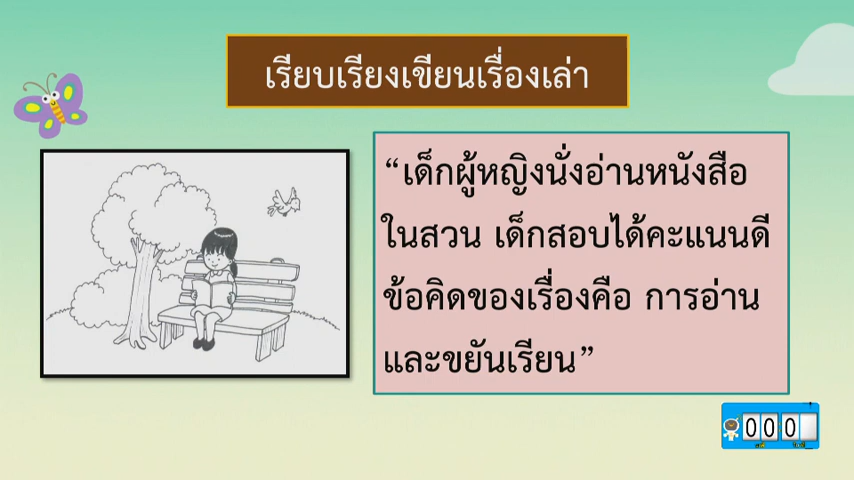 เรียบเรียงเขียนเรื่องเล่า
“เด็กผู้หญิงนั่งอ่านหนังสือ
ในสวน เด็กสอบได้คะแนนดี
ข้อคิดของเรื่องคือ การอ่าน
และขยันเรียน”
000